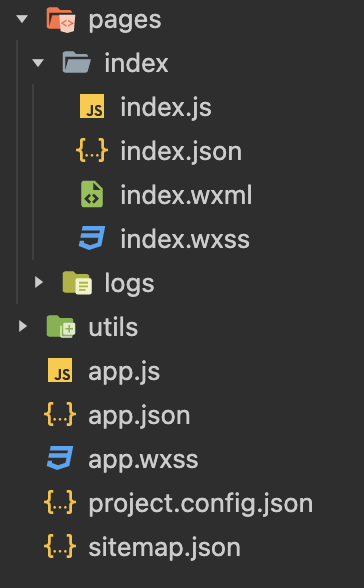 pages
index
index.js
index.json
index.wxml
index.wxss
logs
utils
app.js
app.json
app.wxss
project.config.json
sitemap.json